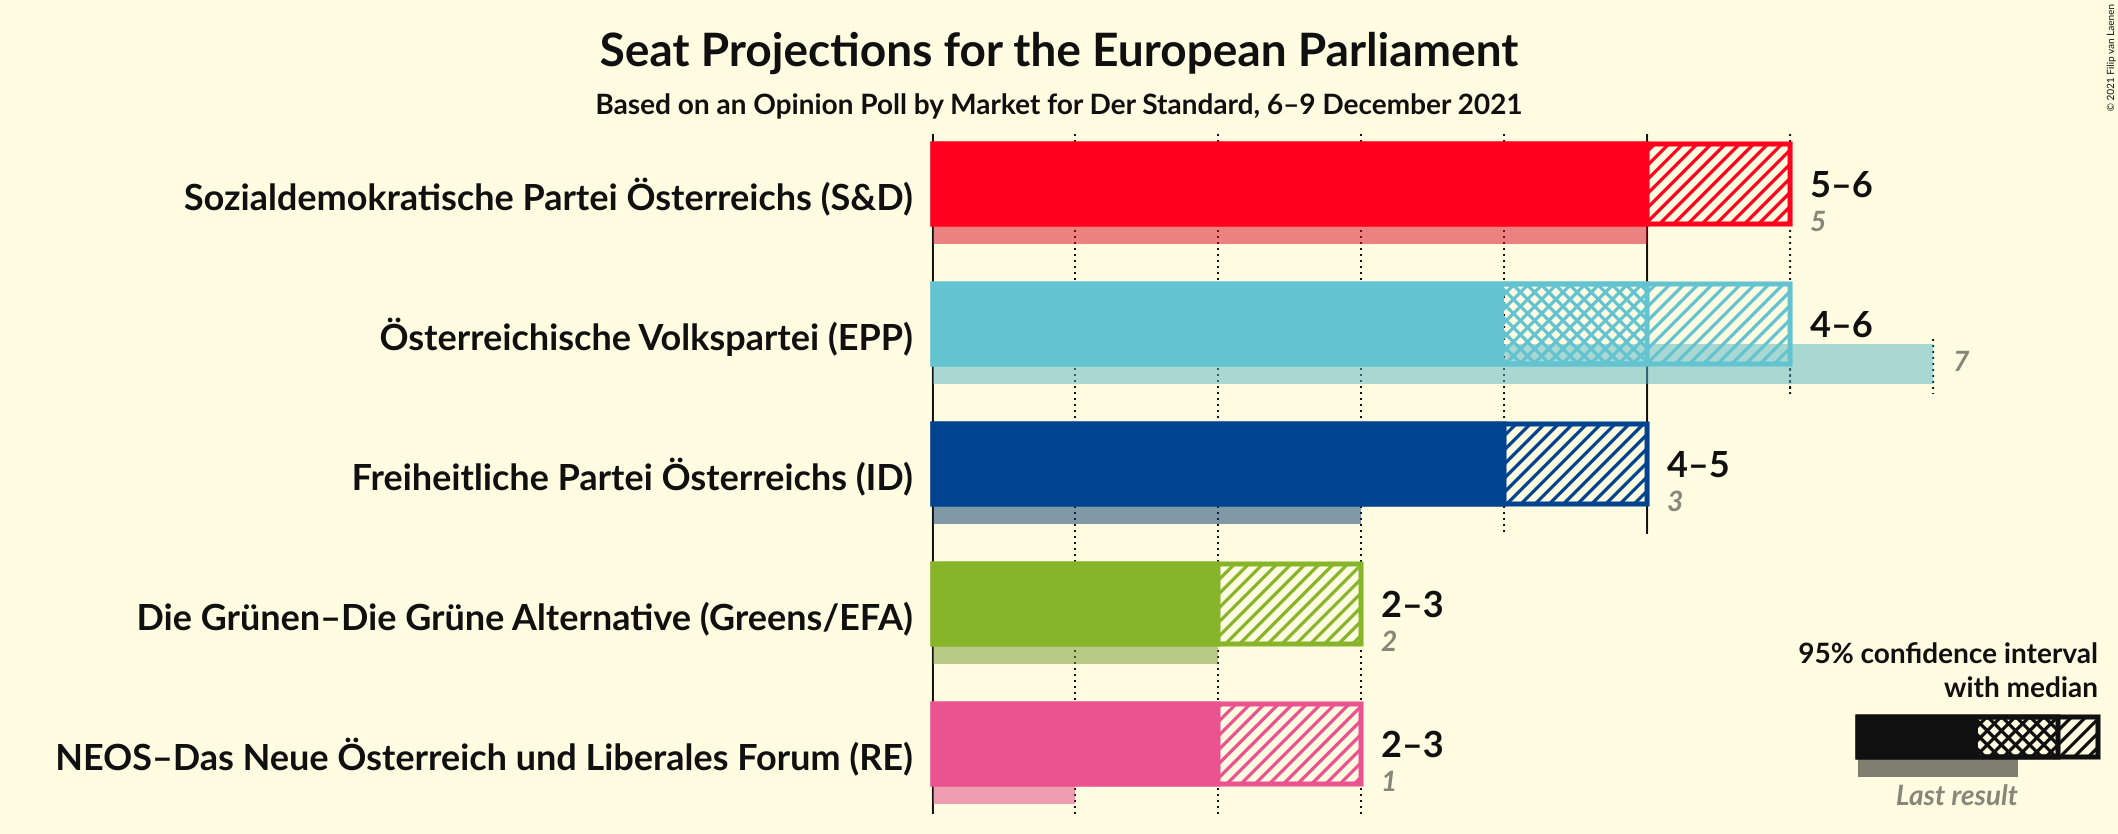 Seat Projections for the European Parliament
Based on an Opinion Poll by Market for Der Standard, 6–9 December 2021
© 2021 Filip van Laenen
Sozialdemokratische Partei Österreichs (S&D)
5–6
5
Österreichische Volkspartei (EPP)
4–6
7
Freiheitliche Partei Österreichs (ID)
4–5
3
Die Grünen–Die Grüne Alternative (Greens/EFA)
2–3
2
NEOS–Das Neue Österreich und Liberales Forum (RE)
2–3
1
95% confidence interval
with median
Last result